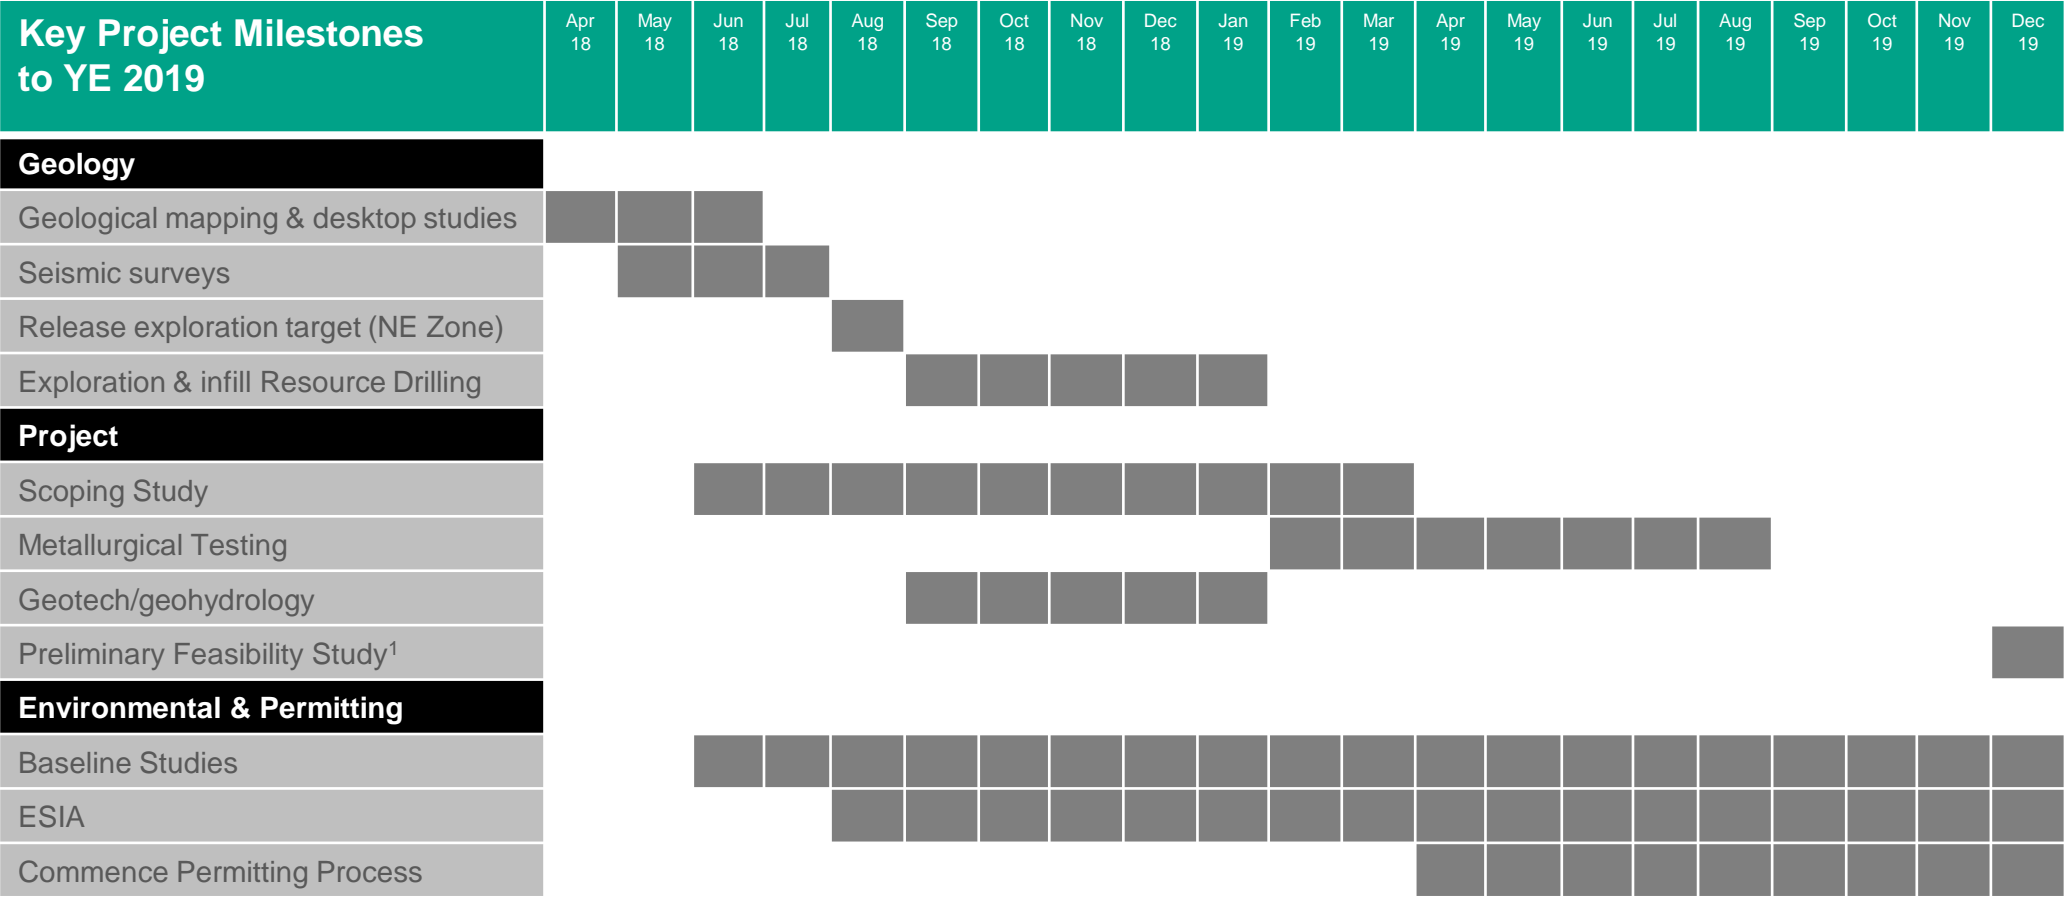 Key Project Milestones
to YE 2019
Apr 18
May 18
Jun 18
Jul 18
Aug 18
Sep 18
Oct 18
Nov 18
Dec 18
Jan 19
Feb 19
Mar 19
Apr 19
May 19
Jun 19
Jul 19
Aug 19
Sep 19
Oct 19
Nov 19
Dec 19
Geology
Geological mapping & desktop studies
Seismic surveys
Release exploration target (NE Zone)
Exploration & infill Resource Drilling
Project
Scoping Study
Metallurgical Testing
Geotech/geohydrology
Preliminary Feasibility Study¹
Environmental & Permitting
Baseline Studies
ESIA
Commence Permitting Process